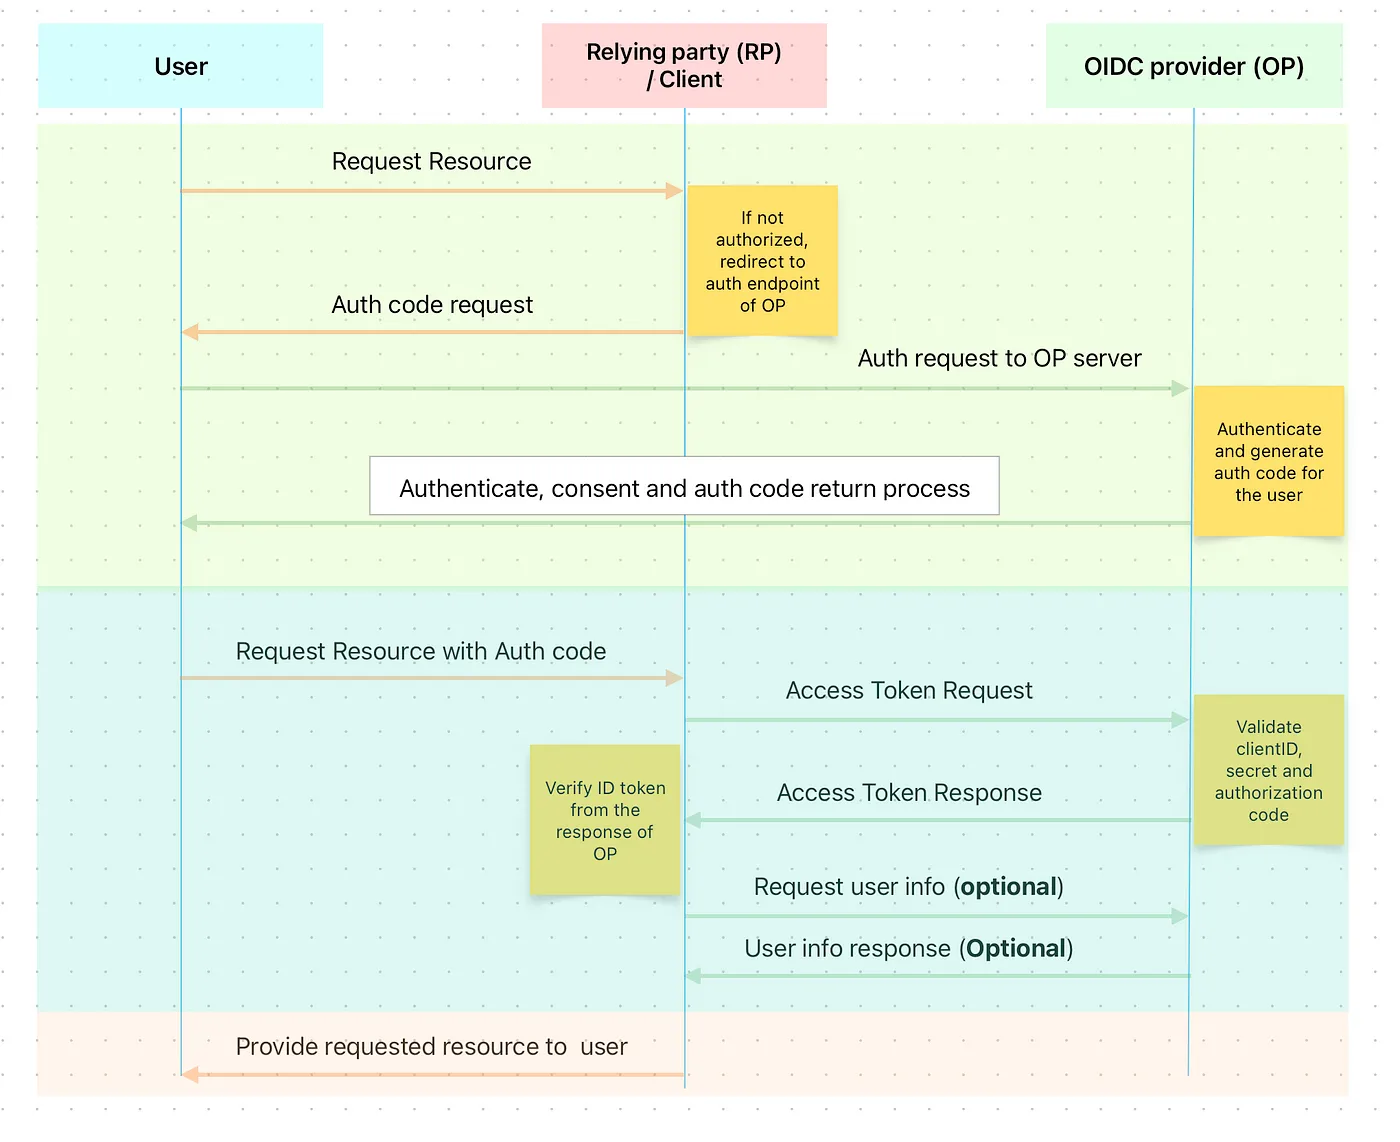 User
Relying party (RP)
/ Client
OIDC provider (OP)
Request Resource
If not
authorized,
redirect to
auth endpoint
of OP
Auth code request
Auth request to OP server
Authenticate
and generate
auth code for
the user
Authenticate, consent and auth code return process
Request Resource with Auth code
Access Token Request
Validate
clientID,
secret and
authorization
code
Verify ID token
from the
response of
OP
Access Token Response
Request user info (optional)
User info response (Optional)
Provide requested resource to  user